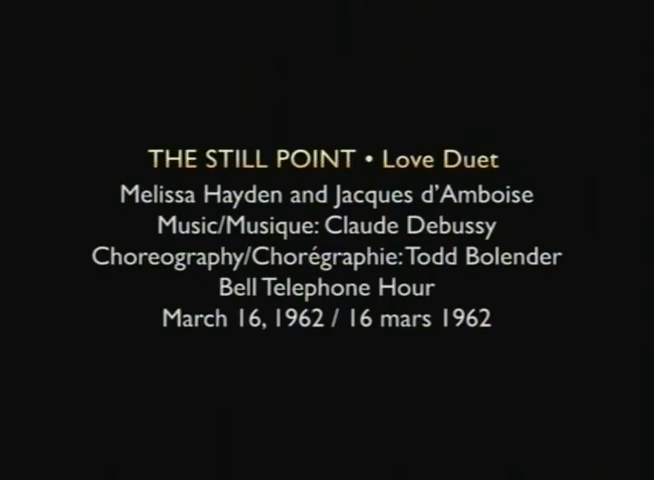 THE STILL POINT • Love Duet
Melissa Hayden and Jacques d'Amboise
Music/Musique: Claude Debussy
Choreography/Chorégraphie: Todd Bolender
Bell Telephone Hour
March 16, 1962 / 16 mars 1962